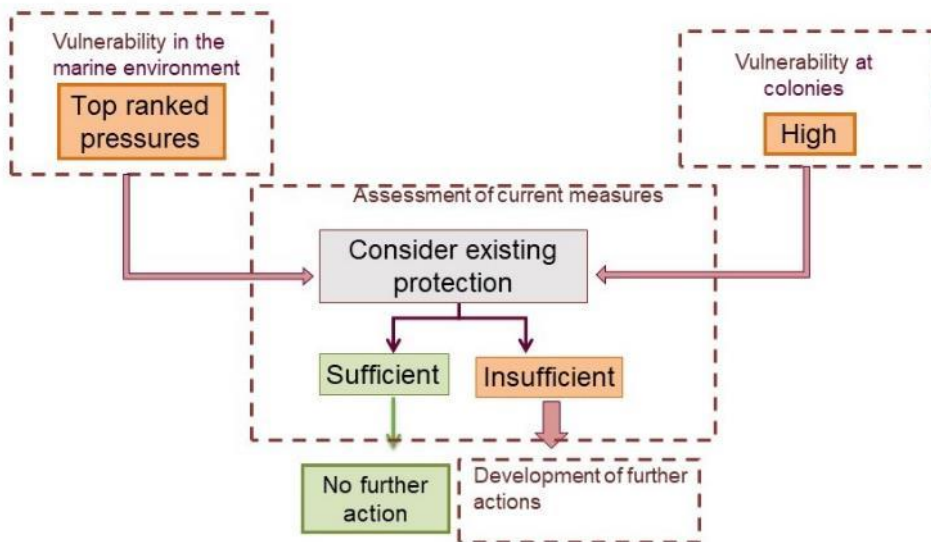 Vulnerability in the
marine environment
Top ranked
pressures
Vulnerability at
colonies
High
Assessment of current measures
Consider existing
protection
Sufficient
Insufficient
No further
action
Development of further
actions